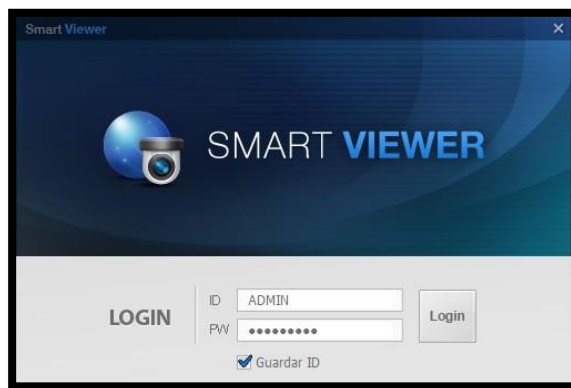 Smart Viewer
SMART VIEWER
LOGIN
ID ADMIN
PW ●●●●●●●●●
Login
Guardar ID